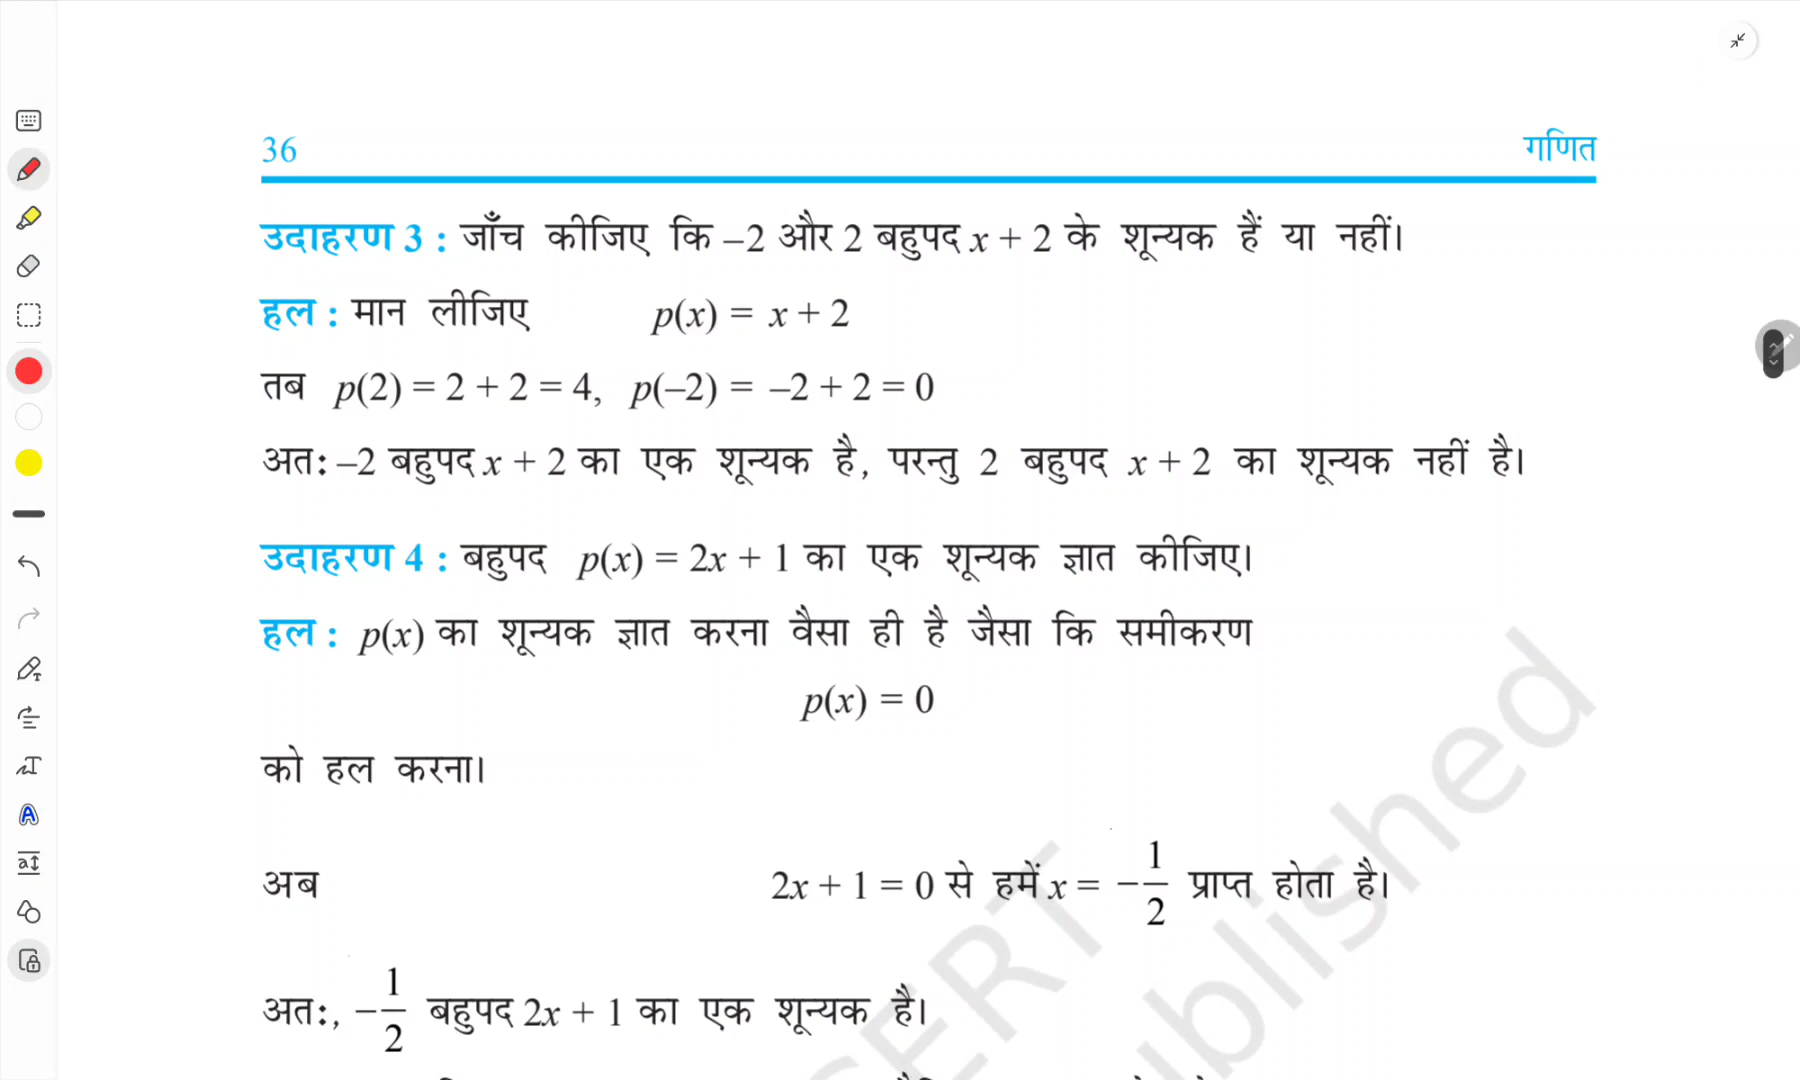 36 गणित
उदाहरण 3 : जाँच कीजिए कि –2 और 2 बहुपद x + 2 के शून्यक हैं या नहीं।
हल : मान लीजिए p(x) = x + 2
तब p(2) = 2 + 2 = 4, p(–2) = –2 + 2 = 0
अत: –2 बहुपद x + 2 का एक शून्यक है, परन्तु 2 बहुपद x + 2 का शून्यक नहीं है।
उदाहरण 4 : बहुपद p(x) = 2x + 1 का एक शून्यक ज्ञात कीजिए।
हल : p(x) का शून्यक ज्ञात करना वैसा ही है जैसा कि समीकरण
p(x) = 0
को हल करना।
अब 2x + 1 = 0 से हमें x = −1/2 प्राप्त होता है।
अत:, −1/2 बहुपद 2x + 1 का एक शून्यक है।